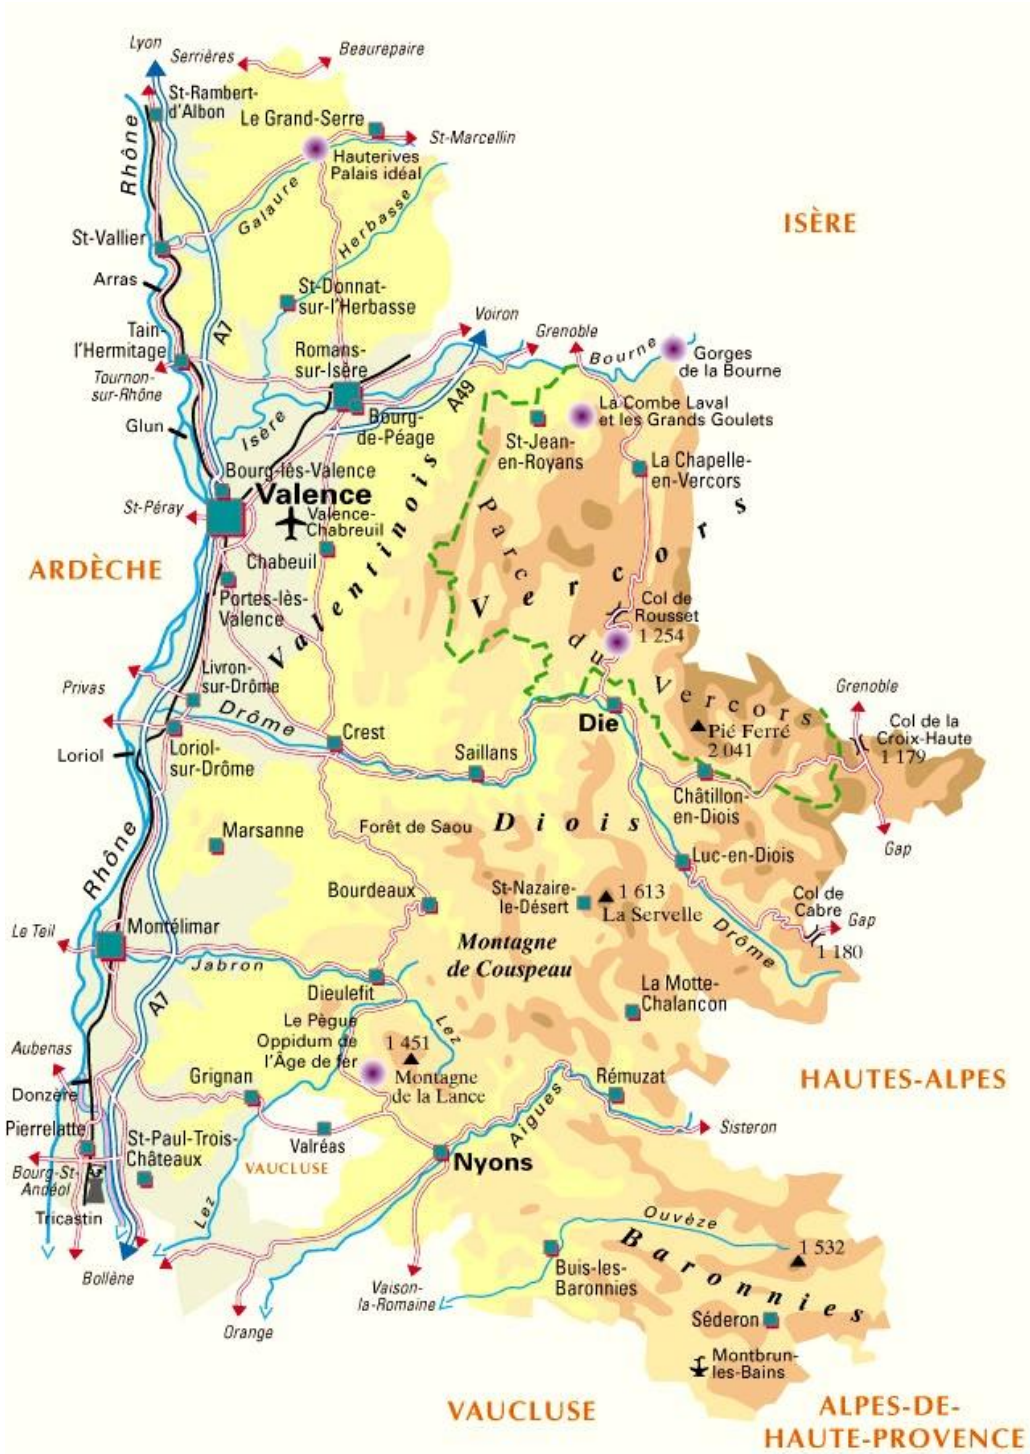 Lyon
Serrières
Beaurepaire
St-Rambert-
d'Albon
Le Grand-Serre
St-Marcellin
Rhône
Hauterives
Palais idéal
Galaure
Herbasse
ISÈRE
St-Vallier
Arras
St-Donnat-
sur-l'Herbasse
A7
Voiron
Grenoble
Tain-
l'Hermitage
Romans-
sur-Isère
Bourne
Gorges
de la Bourne
Tournon-
sur-Rhône
A49
La Combe Laval
et les Grands Goulets
Glun
Isère
Bourg-
de-Péage
St-Jean-
en-Royans
La Chapelle-
en-Vercors
Bourg-lès-Valence
Valence
St-Péray
Valence-
Chabreuil
Valentinois
Parc
du
Vercors
Vercors
ARDÈCHE
Chabeuil
Portes-lès-
Valence
Col de
Rousset
1 254
Livron-
sur-Drôme
Privas
Drôme
Grenoble
Col de la
Croix-Haute
1 179
Die
Pié Ferré
2 041
Loriol
Loriol-
sur-Drôme
Crest
Saillans
Châtillon-
en-Diois
Gap
Marsanne
Forêt de Saou
Diois
Luc-en-Diois
Rhône
Bourdeaux
St-Nazaire-
le-Désert
1 613
La Servelle
Col de
Cabre
Gap
1 180
Le Teil
Montélimar
Montagne
de Couspeau
Drôme
Jabron
Dieulefit
La Motte-
Chalancon
A7
Le Pègue
Oppidum de
l'Âge de fer
Lez
1 451
Montagne
de la Lance
Aubenas
Donzère
Grignan
Rémuzat
HAUTES-ALPES
Pierrelatte
St-Paul-Trois-
Châteaux
Valréas
VAUCLUSE
Aigues
Sisteron
Nyons
Bourg-St-
Andéol
Tricastin
Lez
Ouvèze
Baronnies
1 532
Bollène
Buis-les-
Baronnies
Vaison-
la-Romaine
Orange
Séderon
Montbrun-
les-Bains
VAUCLUSE
ALPES-DE-
HAUTE-PROVENCE